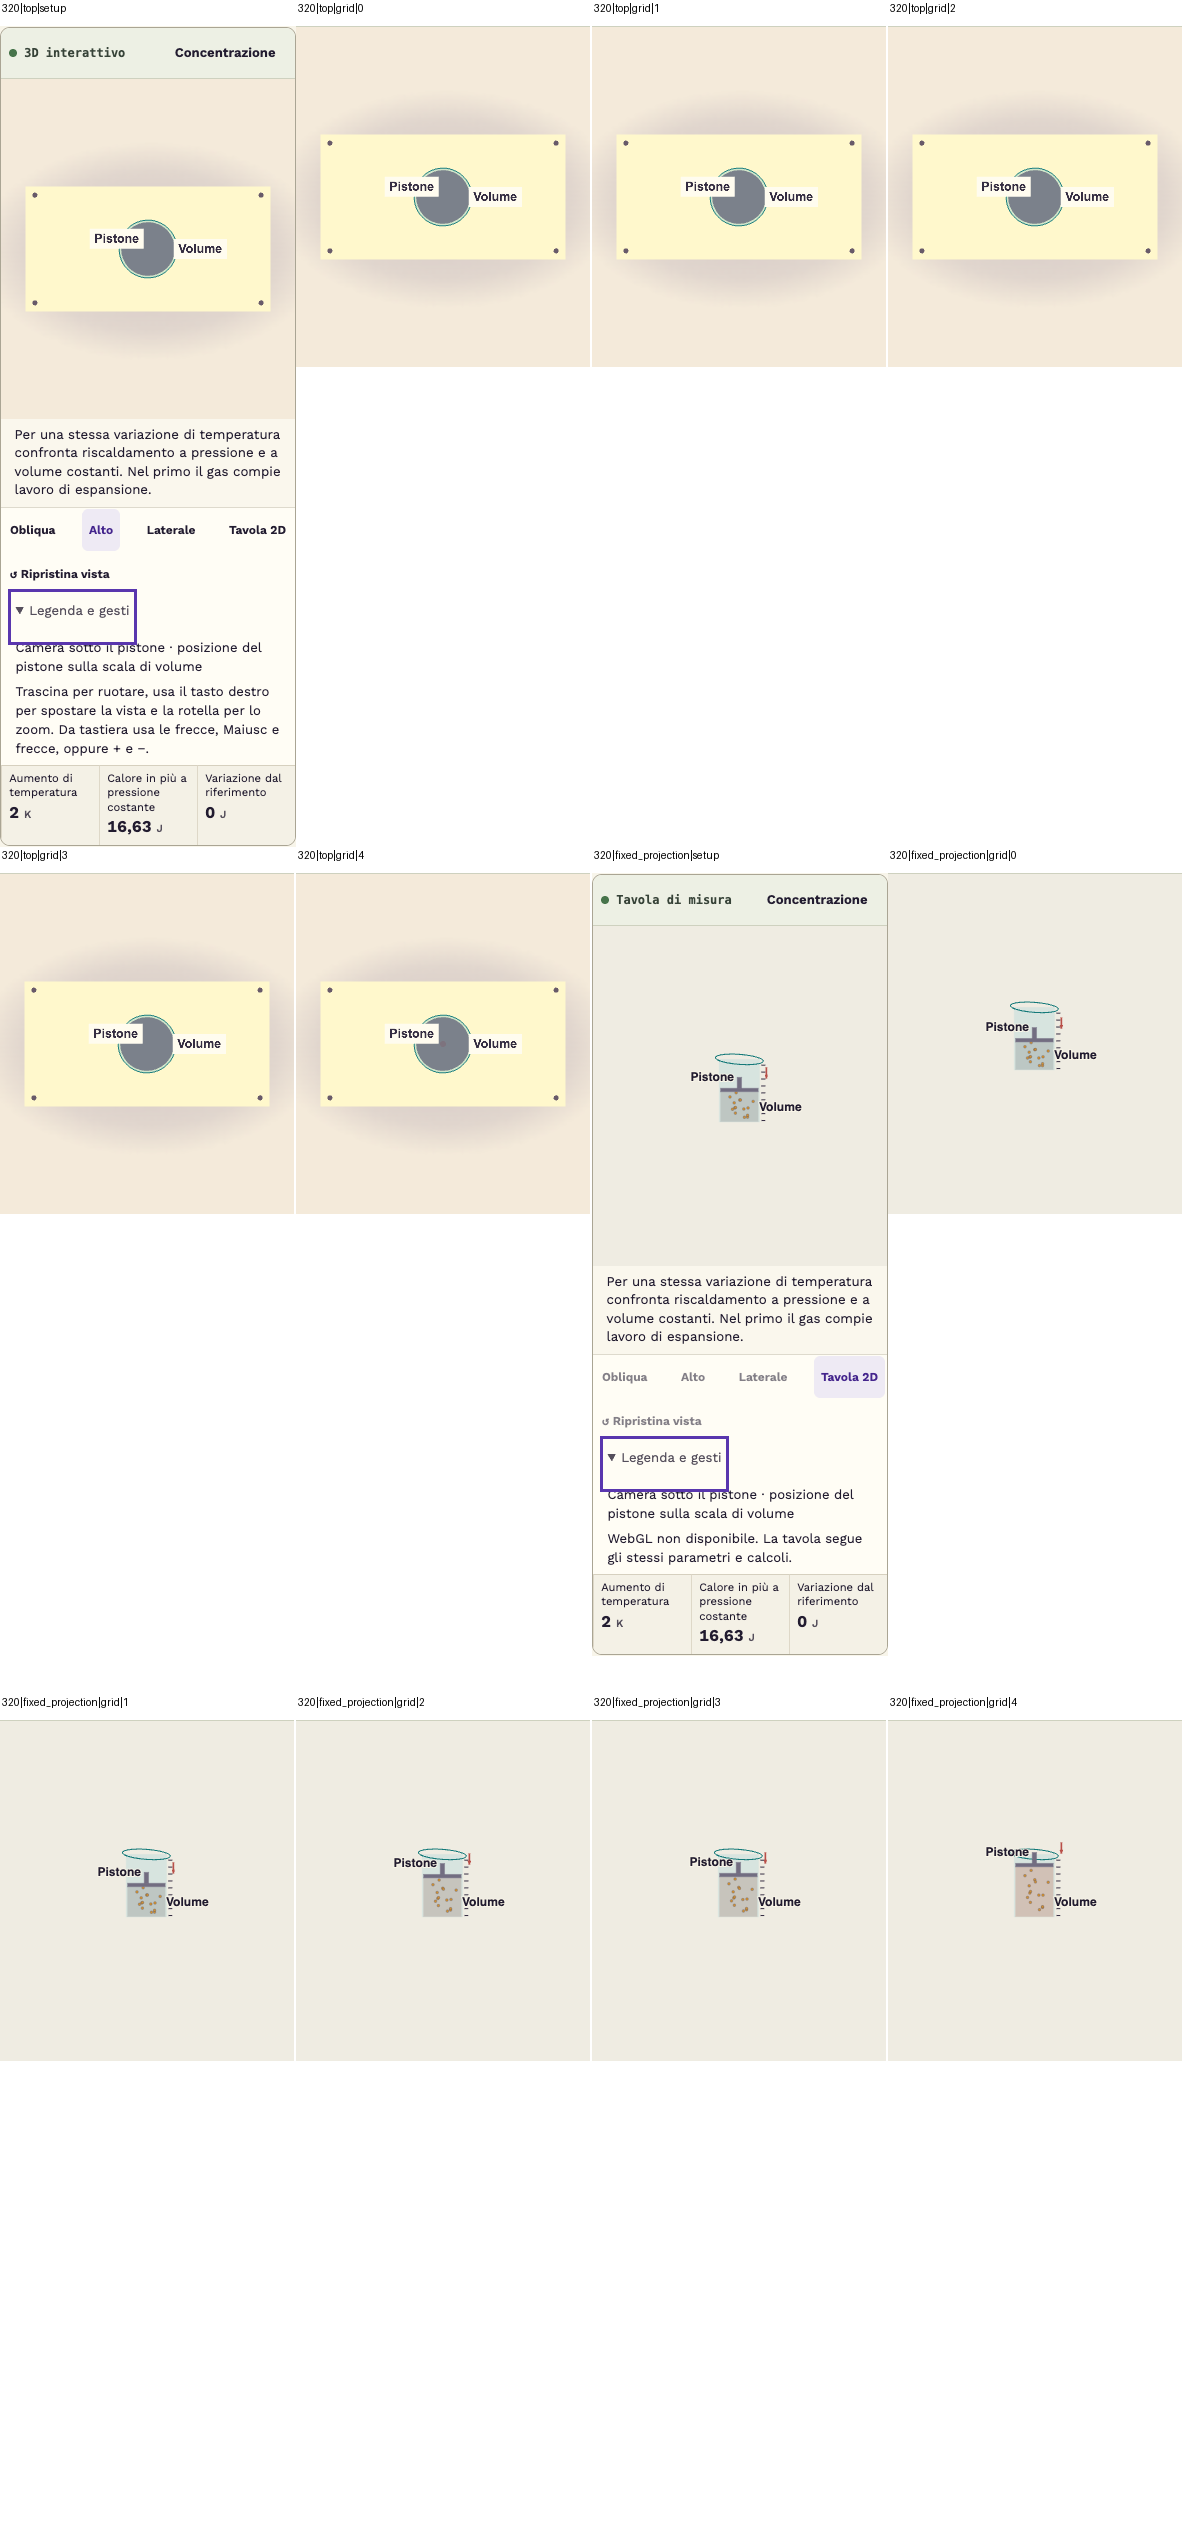 320|top|setup
320|top|grid|0
320|top|grid|1
320|top|grid|2
3D interattivo
Concentrazione
Pistone
Volume
Pistone
Volume
Pistone
Volume
Pistone
Volume
Per una stessa variazione di temperatura
confronta riscaldamento a pressione e a
volume costanti. Nel primo il gas compie
lavoro di espansione.
Obliqua
Alto
Laterale
Tavola 2D
↺ Ripristina vista
▼ Legenda e gesti
Camera sotto il pistone · posizione del
pistone sulla scala di volume
Trascina per ruotare, usa il tasto destro
per spostare la vista e la rotella per lo
zoom. Da tastiera usa le frecce, Maiusc e
frecce, oppure + e −.
Aumento di
temperatura
2 K
Calore in più a
pressione
costante
16,63 J
Variazione dal
riferimento
0 J
320|top|grid|3
320|top|grid|4
320|fixed_projection|setup
320|fixed_projection|grid|0
Pistone
Volume
Pistone
Volume
Tavola di misura
Concentrazione
Pistone
Volume
Pistone
Volume
Per una stessa variazione di temperatura
confronta riscaldamento a pressione e a
volume costanti. Nel primo il gas compie
lavoro di espansione.
Obliqua
Alto
Laterale
Tavola 2D
↺ Ripristina vista
▼ Legenda e gesti
Camera sotto il pistone · posizione del
pistone sulla scala di volume
WebGL non disponibile. La tavola segue
gli stessi parametri e calcoli.
Aumento di
temperatura
2 K
Calore in più a
pressione
costante
16,63 J
Variazione dal
riferimento
0 J
320|fixed_projection|grid|1
320|fixed_projection|grid|2
320|fixed_projection|grid|3
320|fixed_projection|grid|4
Pistone
Volume
Pistone
Volume
Pistone
Volume
Pistone
Volume